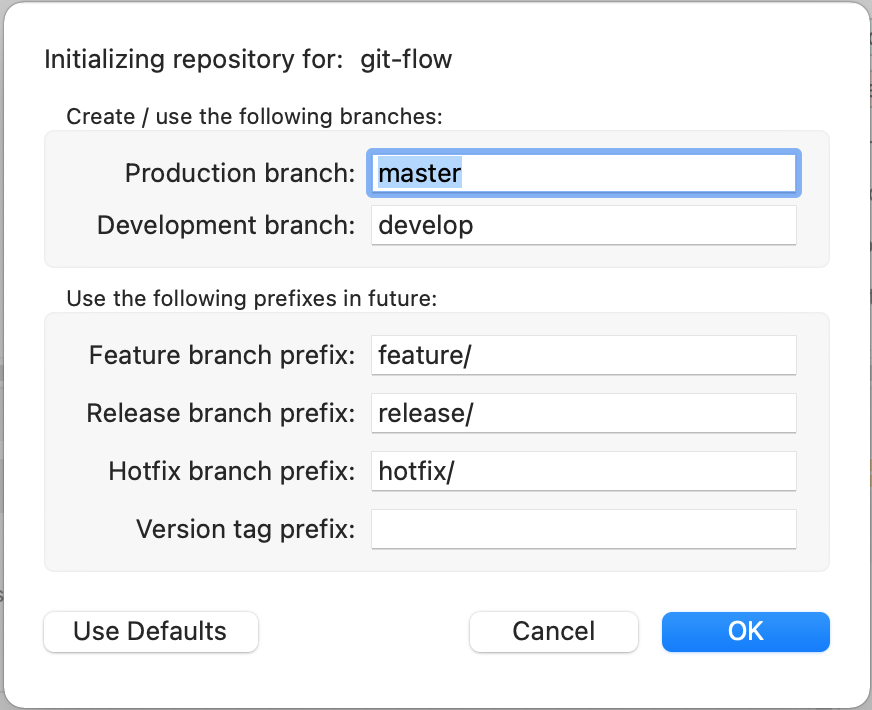 Initializing repository for: git-flow
Create / use the following branches:
Production branch: master
Development branch: develop
Use the following prefixes in future:
Feature branch prefix: feature/
Release branch prefix: release/
Hotfix branch prefix: hotfix/
Version tag prefix:
Use Defaults Cancel OK